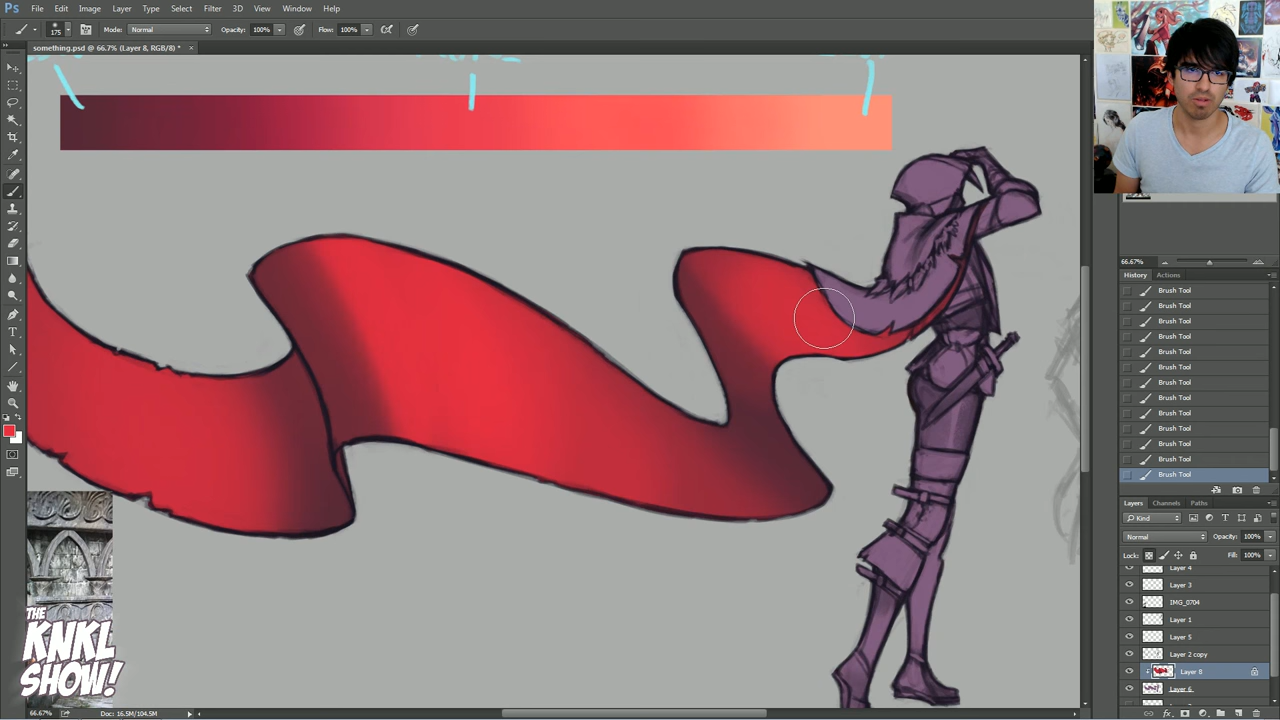 Ps File Edit Image Layer Type Select Filter 3D View Window Help
175 Mode: Normal Opacity: 100% Flow: 100%
something.psd @ 66.7% (Layer 8, RGB/8) * ×
66.67%
History Actions
Brush Tool
Brush Tool
Brush Tool
Brush Tool
Brush Tool
Brush Tool
Brush Tool
Brush Tool
Brush Tool
Brush Tool
Brush Tool
Brush Tool
Brush Tool
Layers Channels Paths
Kind
Normal Opacity: 100%
Lock: Fill: 100%
Layer 4
Layer 3
IMG_0704
Layer 1
Layer 5
Layer 2 copy
Layer 8
Layer 6
THE
KNKL
SHOW!
66.67% Doc: 16.5M/104.5M